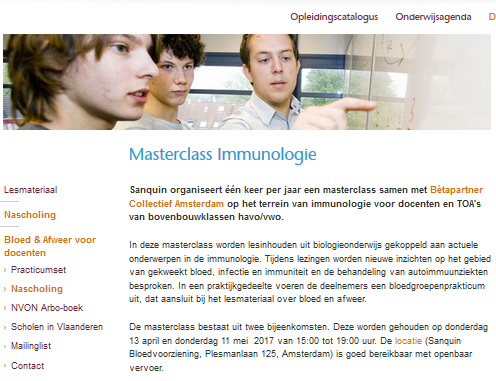 Opleidingscatalogus Onderwijsagenda D
Masterclass Immunologie
Lesmateriaal
Nascholing
Bloed & Afweer voor
docenten
› Practicumset
› Nascholing
› NVON Arbo-boek
› Scholen in Vlaanderen
› Mailinglist
› Contact
Sanquin organiseert één keer per jaar een masterclass samen met Bètapartner
Collectief Amsterdam op het terrein van immunologie voor docenten en TOA's
van bovenbouwklassen havo/vwo.
In deze masterclass worden lesinhouden uit biologieonderwijs gekoppeld aan actuele
onderwerpen in de immunologie. Tijdens lezingen worden nieuwe inzichten op het gebied
van gekweekt bloed, infectie en immuniteit en de behandeling van autoimmuunziekten
besproken. In een praktijkgedeelte voeren de deelnemers een bloedgroepenprakticum
uit, dat aansluit bij het lesmateriaal over bloed en afweer.
De masterclass bestaat uit twee bijeenkomsten. Deze worden gehouden op donderdag
13 april en donderdag 11 mei 2017 van 15:00 tot 19:00 uur. De locatie (Sanquin
Bloedvoorziening, Plesmanlaan 125, Amsterdam) is goed bereikbaar met openbaar
vervoer.